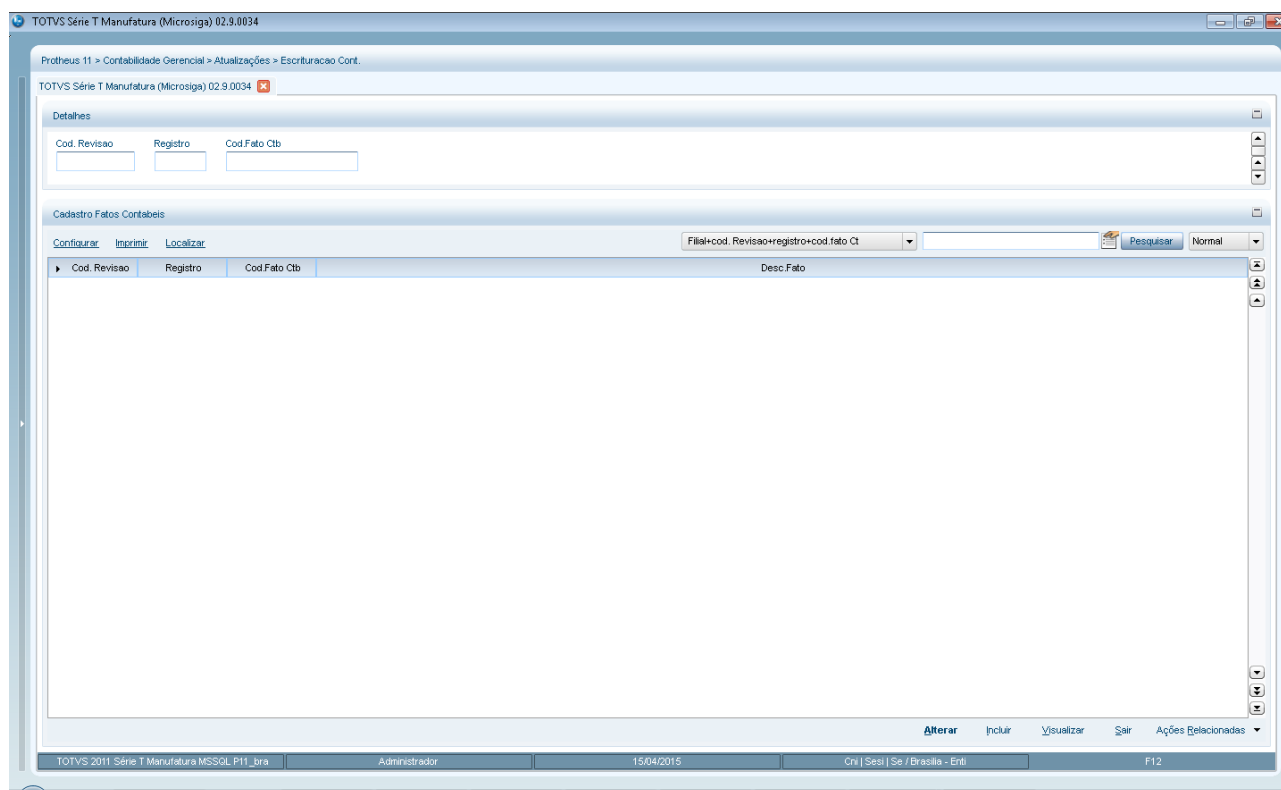 TOTVS Série T Manufatura (Microsiga) 02.9.0034
Protheus 11 > Contabilidade Gerencial > Atualizações > Escrituracao Cont.
TOTVS Série T Manufatura (Microsiga) 02.9.0034
Detalhes
Cod. Revisao Registro Cod.Fato Ctb
Cadastro Fatos Contabeis
Configurar Imprimir Localizar Filial+cod. Revisao+registro+cod.fato Ct Pesquisar Normal
Cod. Revisao Registro Cod.Fato Ctb Desc.Fato
Alterar Incluir Visualizar Sair Ações Relacionadas
TOTVS 2011 Série T Manufatura MSSQL P11_bra Administrador 15/04/2015 Cni | Sesi | Se / Brasilia - Enti F12